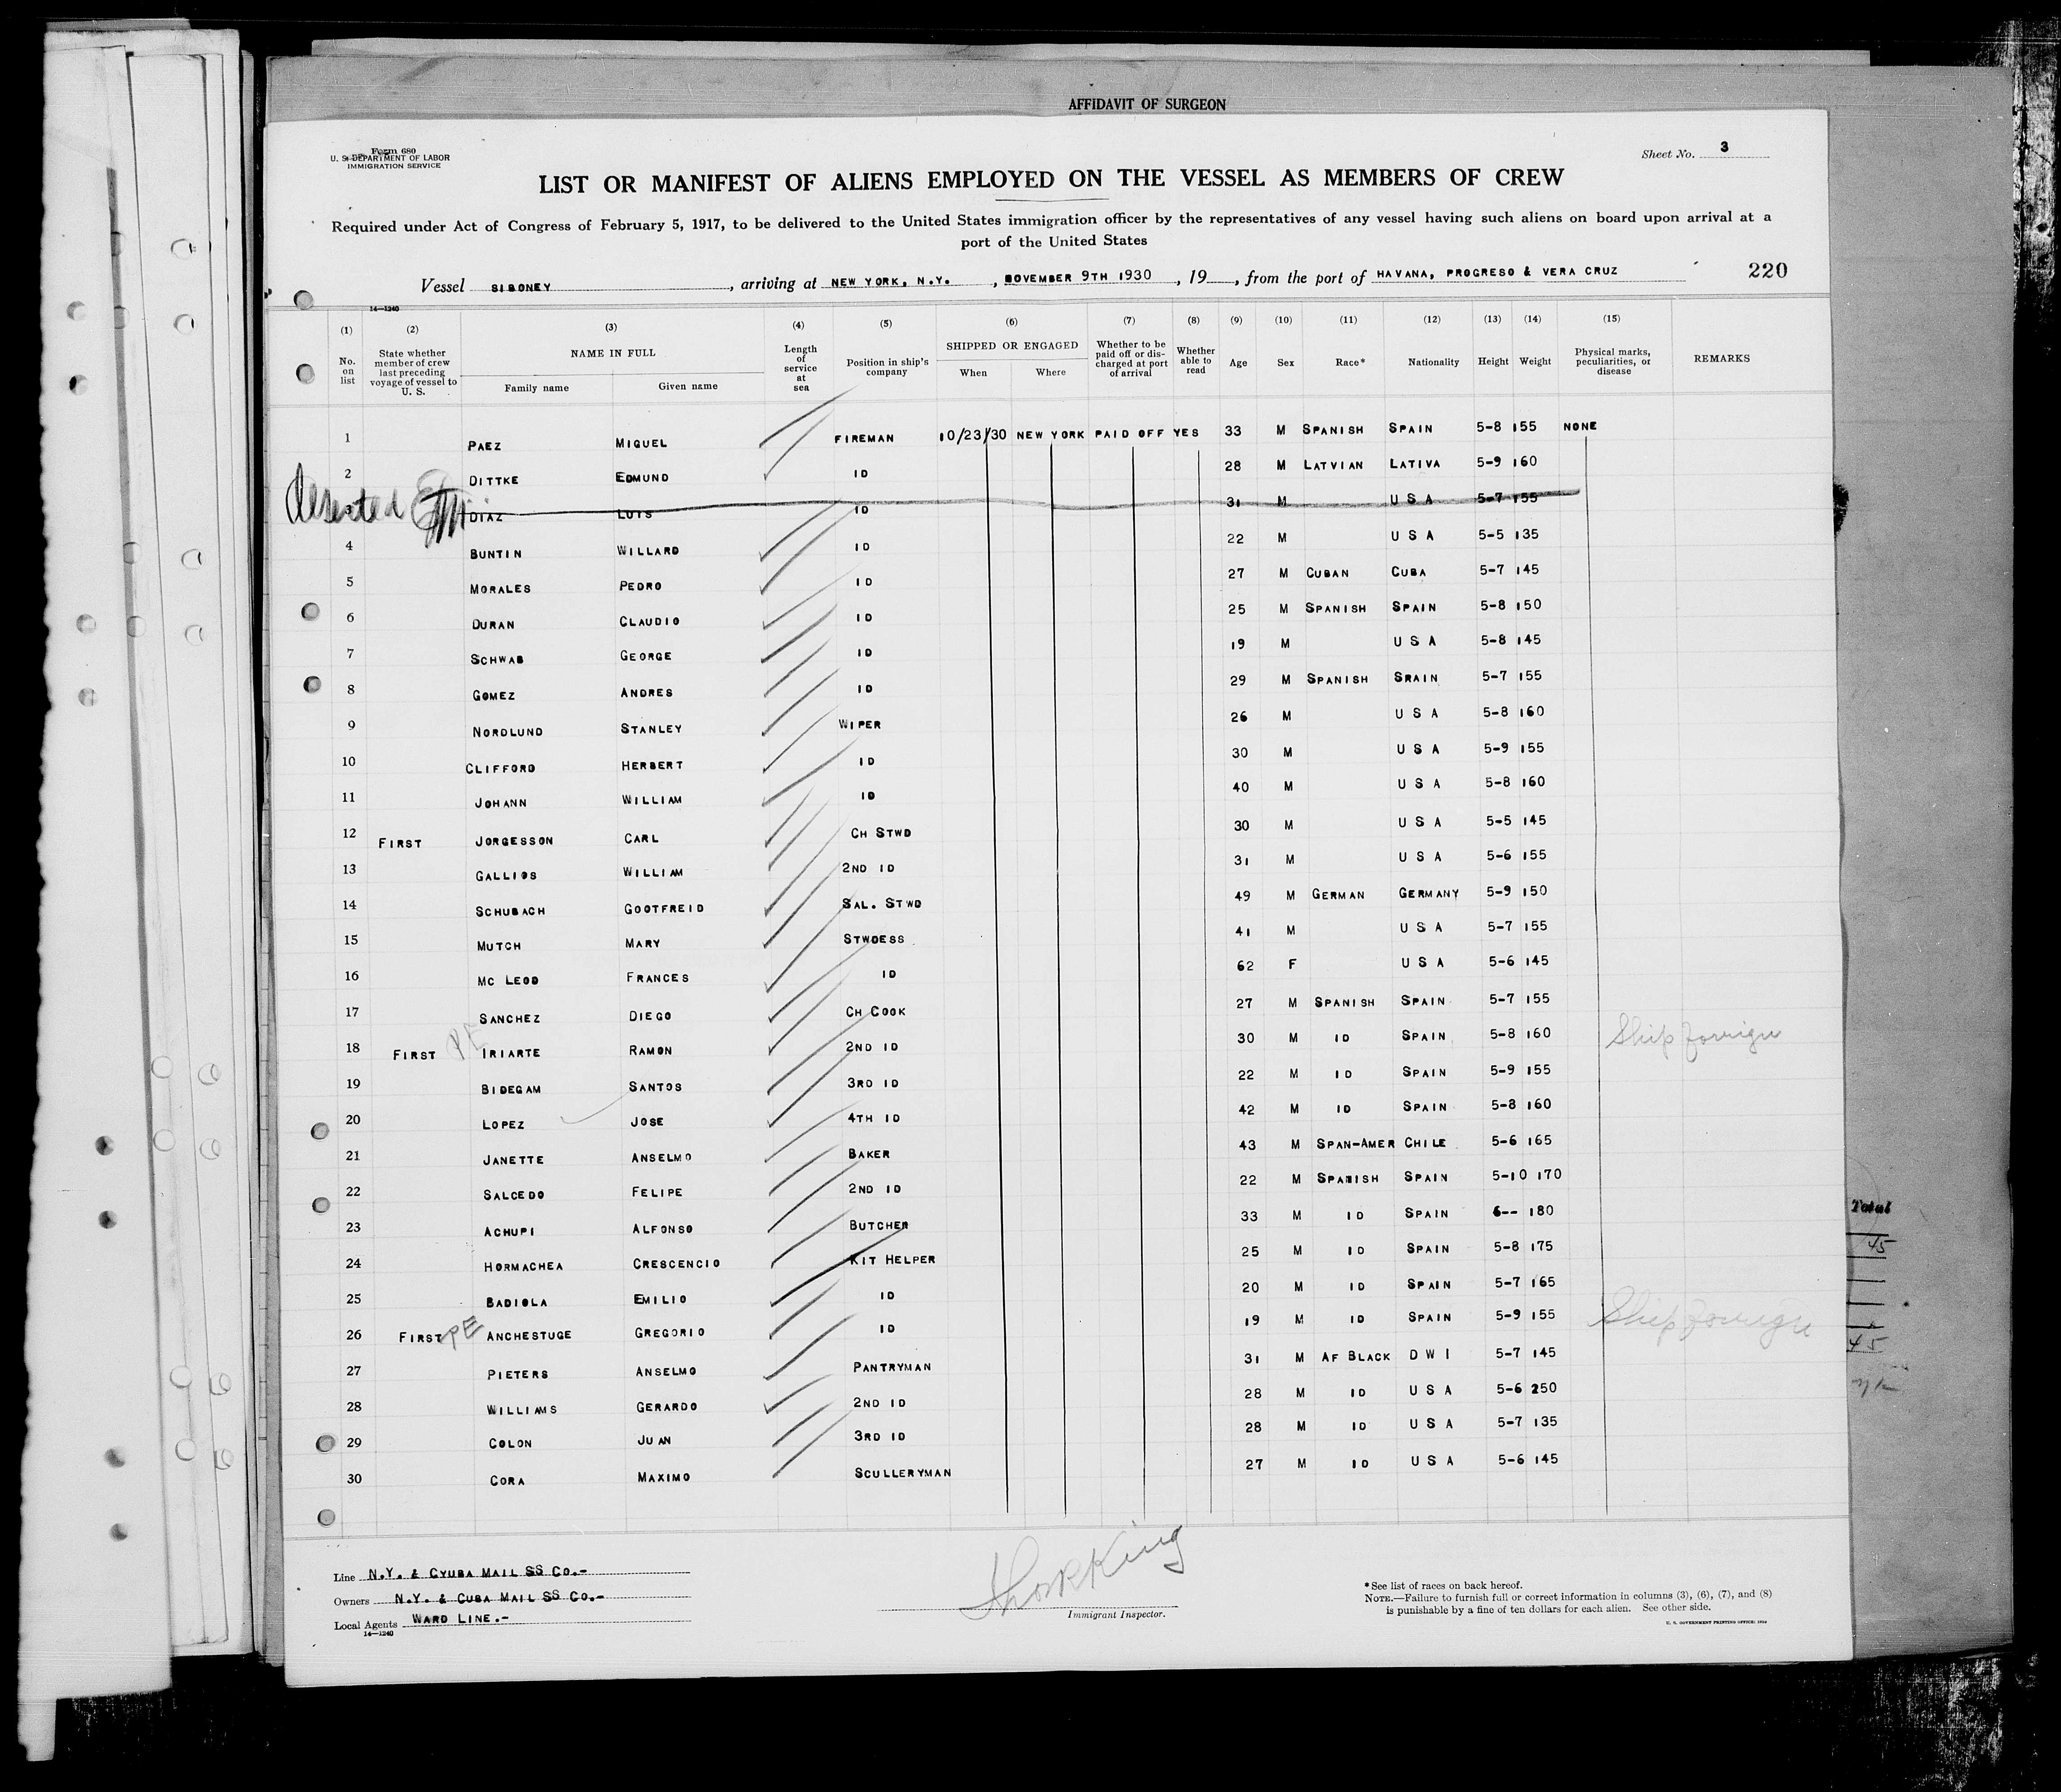 AFFIDAVIT OF SURGEON
Form 680
U. S. DEPARTMENT OF LABOR
IMMIGRATION SERVICE
Sheet No. 3
LIST OR MANIFEST OF ALIENS EMPLOYED ON THE VESSEL AS MEMBERS OF CREW
Required under Act of Congress of February 5, 1917, to be delivered to the United States immigration officer by the representatives of any vessel having such aliens on board upon arrival at a
port of the United States
Vessel SIBONEY, arriving at NEW YORK, N.Y., NOVEMBER 9TH 1930, 19, from the port of HAVANA, PROGRESO & VERA CRUZ 220
14—1240
(1) (2) (3) (4) (5) (6) (7) (8) (9) (10) (11) (12) (13) (14) (15)
No. on list State whether member of crew last preceding voyage of vessel to U. S. NAME IN FULL Family name Given name Length of service at sea Position in ship's company SHIPPED OR ENGAGED When Where Whether to be paid off or discharged at port of arrival Whether able to read Age Sex Race* Nationality Height Weight Physical marks, peculiarities, or disease REMARKS
1 PAEZ MIGUEL FIREMAN 10/23/30 NEW YORK PAID OFF YES 33 M SPANISH SPAIN 5-8 155 NONE
2 DITTKE EDMUND ID 28 M LATVIAN LATIVA 5-9 160
Deserted DIAZ LUIS ID 31 M U S A 5-7 155
4 BUNTIN WILLARD ID 22 M U S A 5-5 135
5 MORALES PEDRO ID 27 M CUBAN CUBA 5-7 145
6 DURAN CLAUDIO ID 25 M SPANISH SPAIN 5-8 150
7 SCHWAB GEORGE ID 19 M U S A 5-8 145
8 GOMEZ ANDRES ID 29 M SPANISH SRAIN 5-7 155
9 NORDLUND STANLEY WIPER 26 M U S A 5-8 160
10 CLIFFORD HERBERT ID 30 M U S A 5-9 155
11 JOHANN WILLIAM ID 40 M U S A 5-8 160
12 FIRST JORGESSON CARL CH STWD 30 M U S A 5-5 145
13 GALLIOS WILLIAM 2ND ID 31 M U S A 5-6 155
14 SCHUBACH GOOTFREID SAL. STWD 49 M GERMAN GERMANY 5-9 150
15 MUTCH MARY STWDESS 41 M U S A 5-7 155
16 MC LEOD FRANCES ID 62 F U S A 5-6 145
17 SANCHEZ DIEGO CH COOK 27 M SPANISH SPAIN 5-7 155
18 FIRST PE IRIARTE RAMON 2ND ID 30 M ID SPAIN 5-8 160 Ship foreign
19 BIDEGAM SANTOS 3RD ID 22 M ID SPAIN 5-9 155
20 LOPEZ JOSE 4TH ID 42 M ID SPAIN 5-8 160
21 JANETTE ANSELMO BAKER 43 M SPAN-AMER CHILE 5-6 165
22 SALCEDO FELIPE 2ND ID 22 M SPANISH SPAIN 5-10 170
23 ACHUPI ALFONSO BUTCHER 33 M ID SPAIN 6-- 180
24 HORMACHEA CRESCENCIO KIT HELPER 25 M ID SPAIN 5-8 175
25 BADIOLA EMILIO ID 20 M ID SPAIN 5-7 165
26 FIRST PE ANCHESTUGE GREGORIO ID 19 M ID SPAIN 5-9 155 Ship foreign
27 PIETERS ANSELMO PANTRYMAN 31 M AF BLACK D W I 5-7 145
28 WILLIAMS GERARDO 2ND ID 28 M ID U S A 5-6 250
29 COLON JUAN 3RD ID 28 M ID U S A 5-7 135
30 CORA MAXIMO SCULLERYMAN 27 M ID U S A 5-6 145
Total
45
45
Line N.Y. & CYUBA MAIL SS CO.-
Owners N.Y. & CUBA MAIL SS CO.-
Local Agents WARD LINE.-
14—1240
Immigrant Inspector.
*See list of races on back hereof.
NOTE.—Failure to furnish full or correct information in columns (3), (6), (7), and (8)
is punishable by a fine of ten dollars for each alien. See other side.